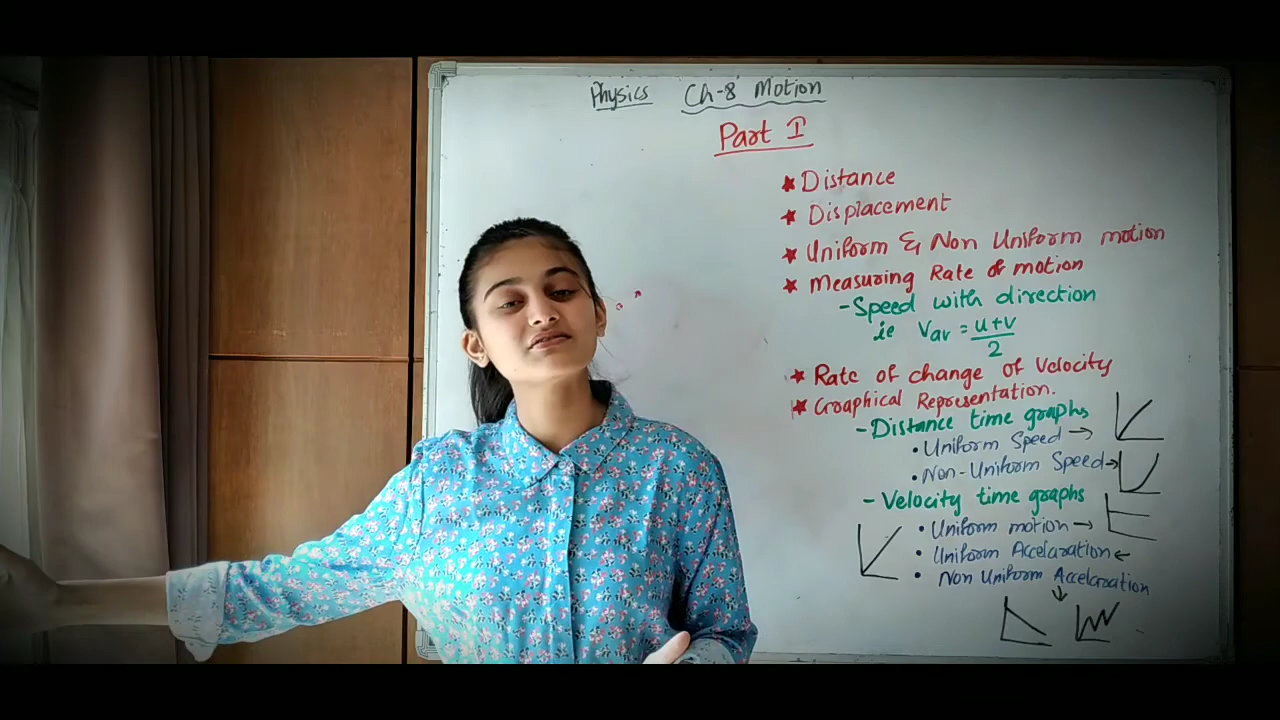 Physics Ch-8 Motion
Part I
★ Distance
★ Displacement
★ Uniform & Non Uniform motion
★ Measuring Rate of motion
- Speed with direction
ie Vav = u+v/2
★ Rate of change of Velocity
★ Graphical Representation.
- Distance time graphs
• Uniform Speed →
• Non-Uniform Speed →
- Velocity time graphs
• Uniform motion →
• Uniform Accelaration ←
• Non Uniform Accelaration
↓